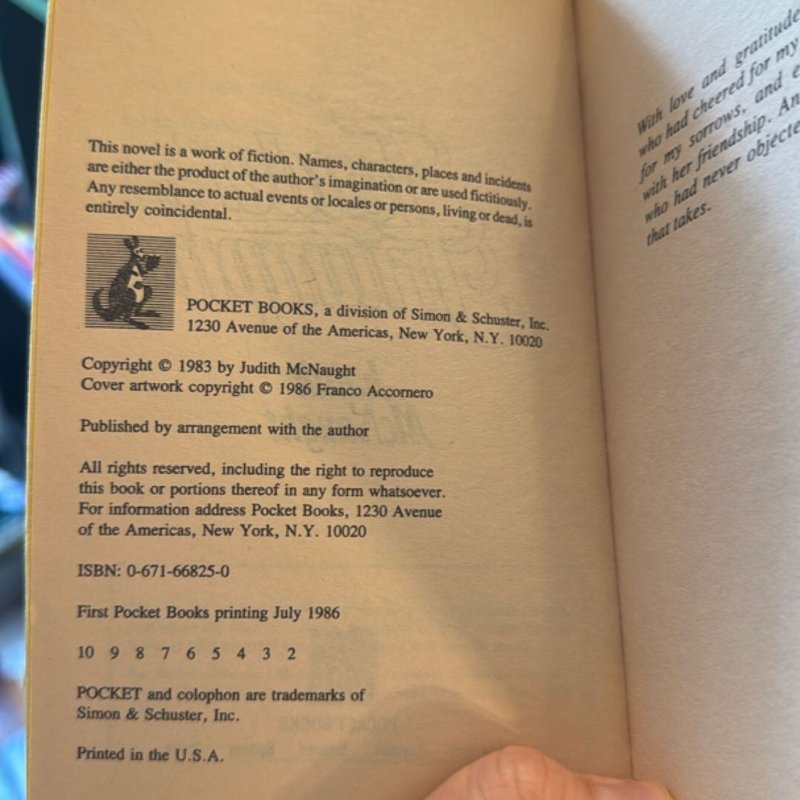 This novel is a work of fiction. Names, characters, places and incidents
are either the product of the author's imagination or are used fictitiously.
Any resemblance to actual events or locales or persons, living or dead, is
entirely coincidental.
POCKET BOOKS, a division of Simon & Schuster, Inc.
1230 Avenue of the Americas, New York, N.Y. 10020
Copyright © 1983 by Judith McNaught
Cover artwork copyright © 1986 Franco Accornero
Published by arrangement with the author
All rights reserved, including the right to reproduce
this book or portions thereof in any form whatsoever.
For information address Pocket Books, 1230 Avenue
of the Americas, New York, N.Y. 10020
ISBN: 0-671-66825-0
First Pocket Books printing July 1986
10 9 8 7 6 5 4 3 2
POCKET and colophon are trademarks of
Simon & Schuster, Inc.
Printed in the U.S.A.
With love and gratitude
who had cheered for my
for my sorrows, and
with her friendship. An
who had never objecte
that takes.